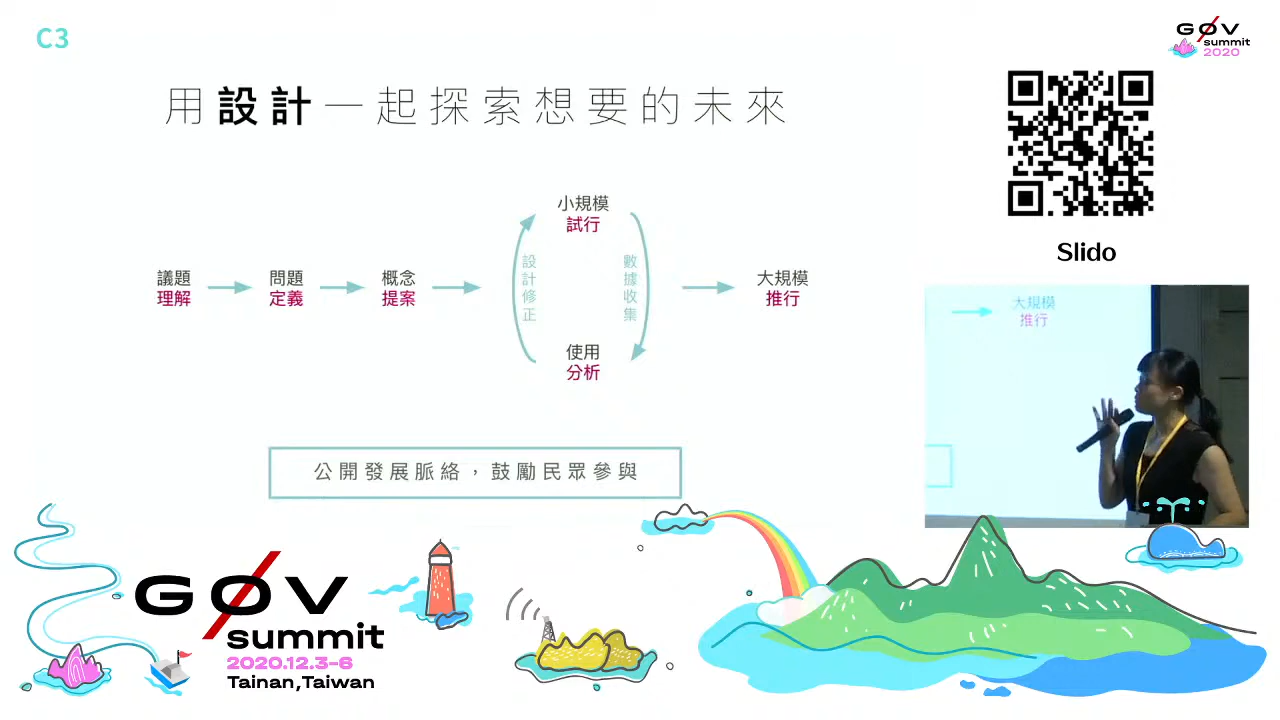 C3
GØV
summit
2020
用設計一起探索想要的未來
Slido
議題
理解
問題
定義
概念
提案
小規模
試行
設計修正
數據收集
使用
分析
大規模
推行
公開發展脈絡，鼓勵民眾參與
大規模
推行
GØV
summit
2020.12.3-6
Tainan,Taiwan